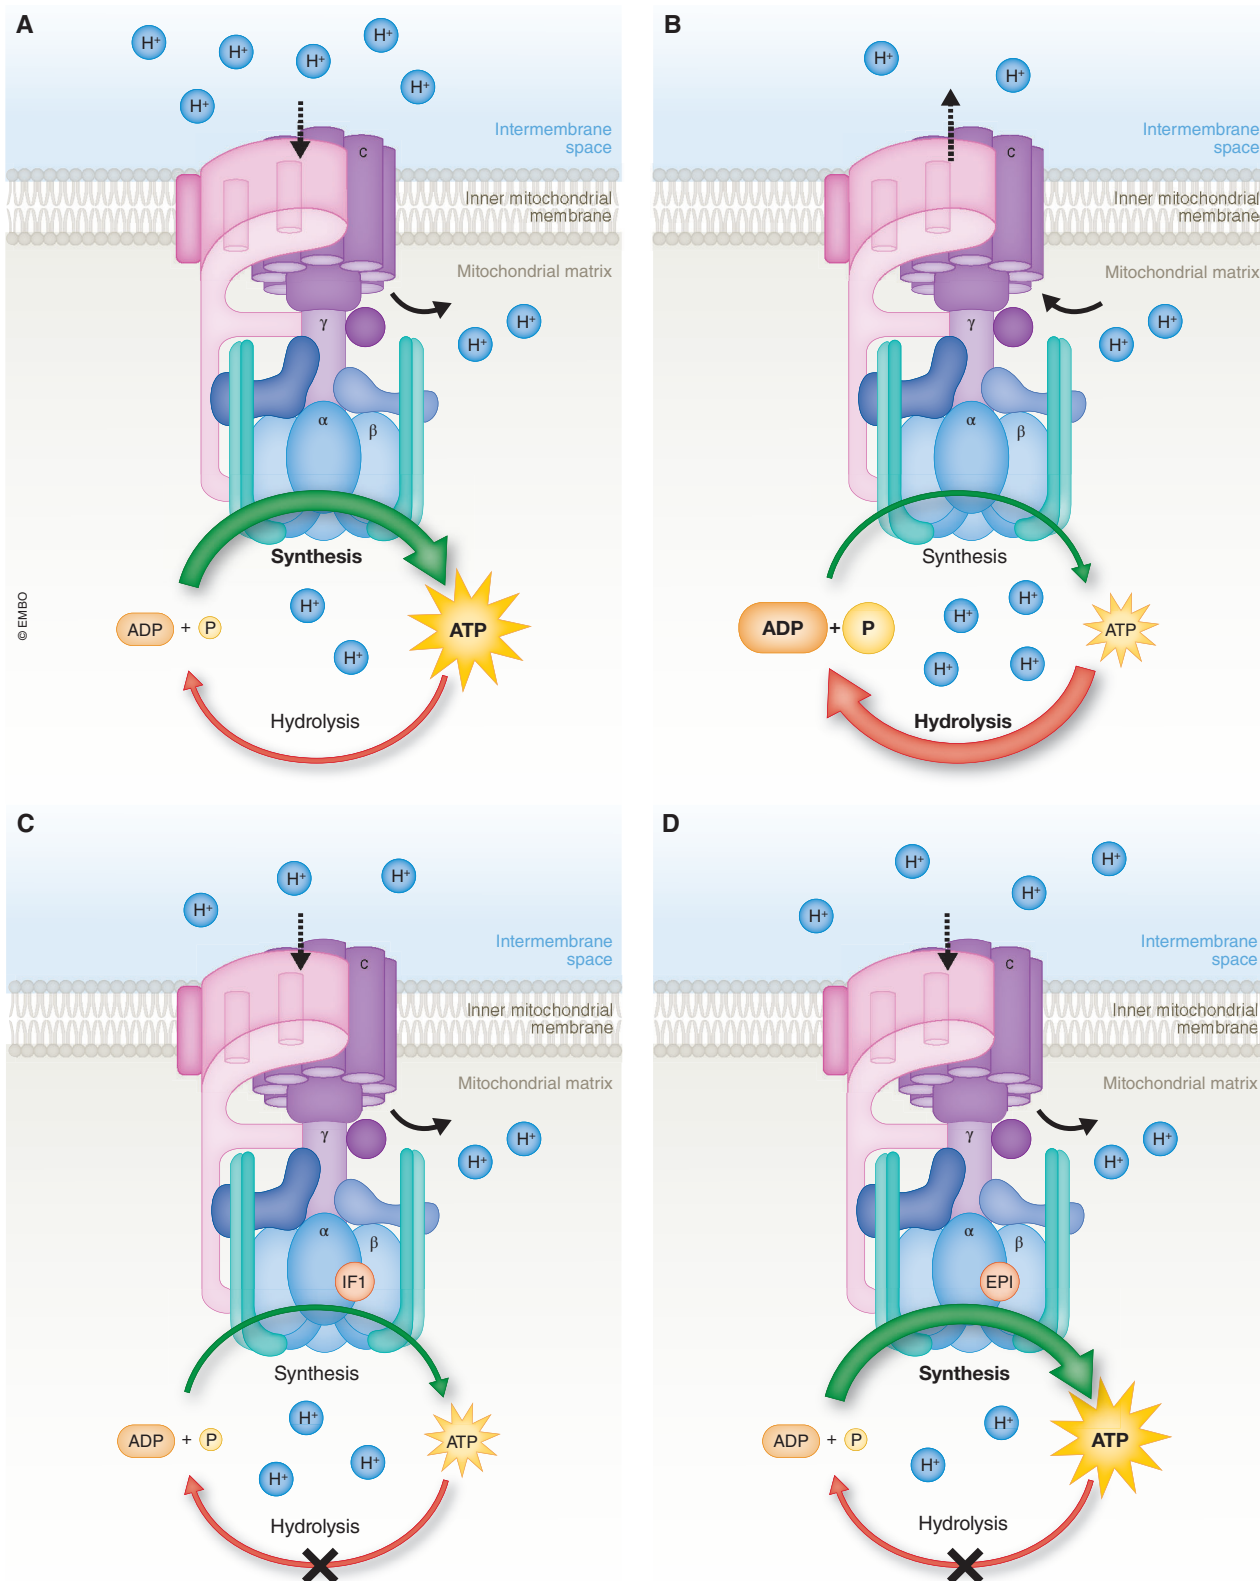 A
H⁺
H⁺
H⁺
H⁺
H⁺
H⁺
Intermembrane
space
c
Inner mitochondrial
membrane
Mitochondrial matrix
γ
H⁺
H⁺
α
β
Synthesis
H⁺
ADP + P
ATP
H⁺
Hydrolysis
© EMBO
B
H⁺
H⁺
Intermembrane
space
c
Inner mitochondrial
membrane
Mitochondrial matrix
γ
H⁺
H⁺
α
β
Synthesis
H⁺
H⁺
ADP + P
ATP
H⁺
H⁺
Hydrolysis
C
H⁺
H⁺
H⁺
Intermembrane
space
c
Inner mitochondrial
membrane
Mitochondrial matrix
γ
H⁺
H⁺
α
β
IF1
Synthesis
H⁺
ADP + P
ATP
H⁺
H⁺
Hydrolysis
D
H⁺
H⁺
H⁺
H⁺
Intermembrane
space
c
Inner mitochondrial
membrane
Mitochondrial matrix
γ
H⁺
H⁺
α
β
EPI
Synthesis
H⁺
ADP + P
ATP
H⁺
Hydrolysis